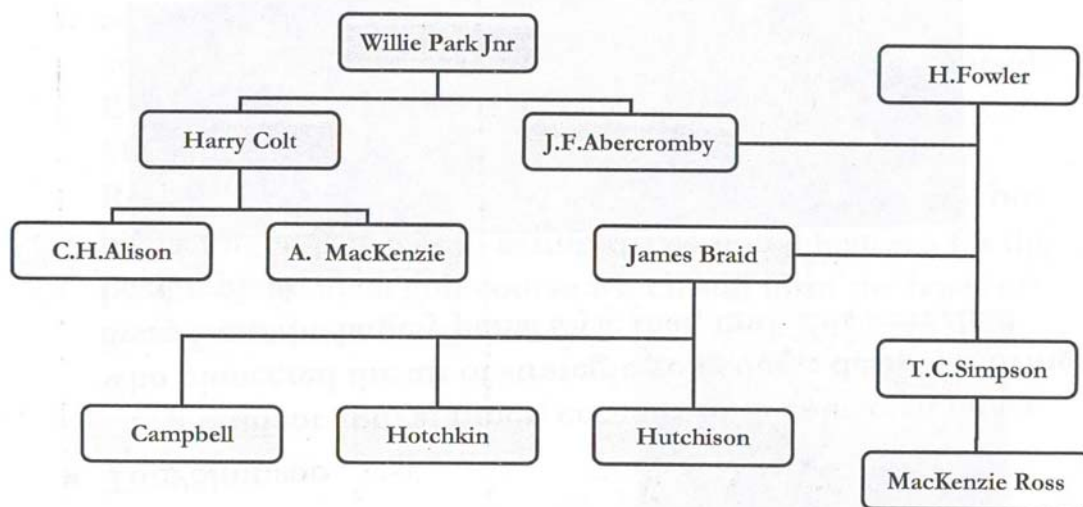 Willie Park Jnr
H.Fowler
Harry Colt
J.F.Abercromby
C.H.Alison
A. MacKenzie
James Braid
T.C.Simpson
Campbell
Hotchkin
Hutchison
MacKenzie Ross